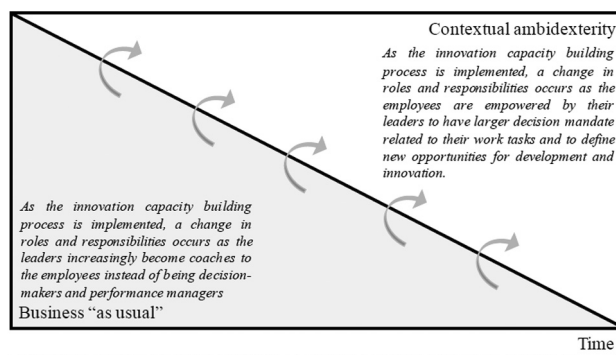 Contextual ambidexterity
As the innovation capacity building
process is implemented, a change in
roles and responsibilities occurs as the
employees are empowered by their
leaders to have larger decision mandate
related to their work tasks and to define
new opportunities for development and
innovation.
As the innovation capacity building
process is implemented, a change in
roles and responsibilities occurs as the
leaders increasingly become coaches to
the employees instead of being decision-
makers and performance managers
Business “as usual”
Time